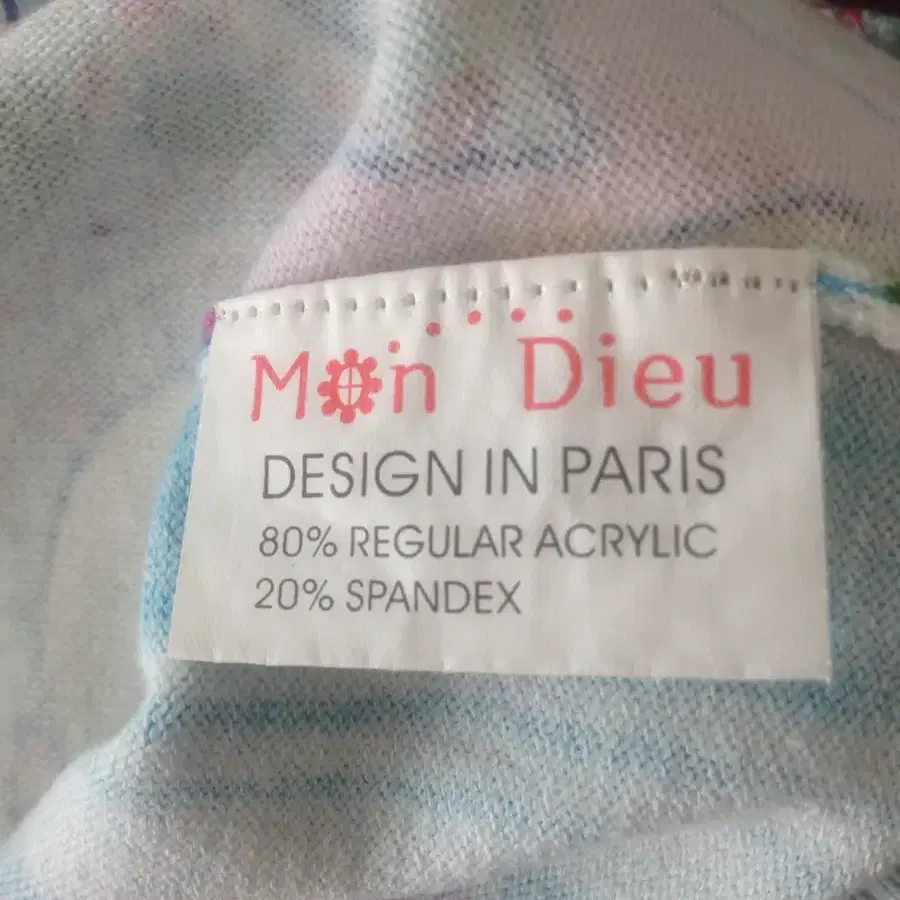 Mon Dieu
DESIGN IN PARIS
80% REGULAR ACRYLIC
20% SPANDEX